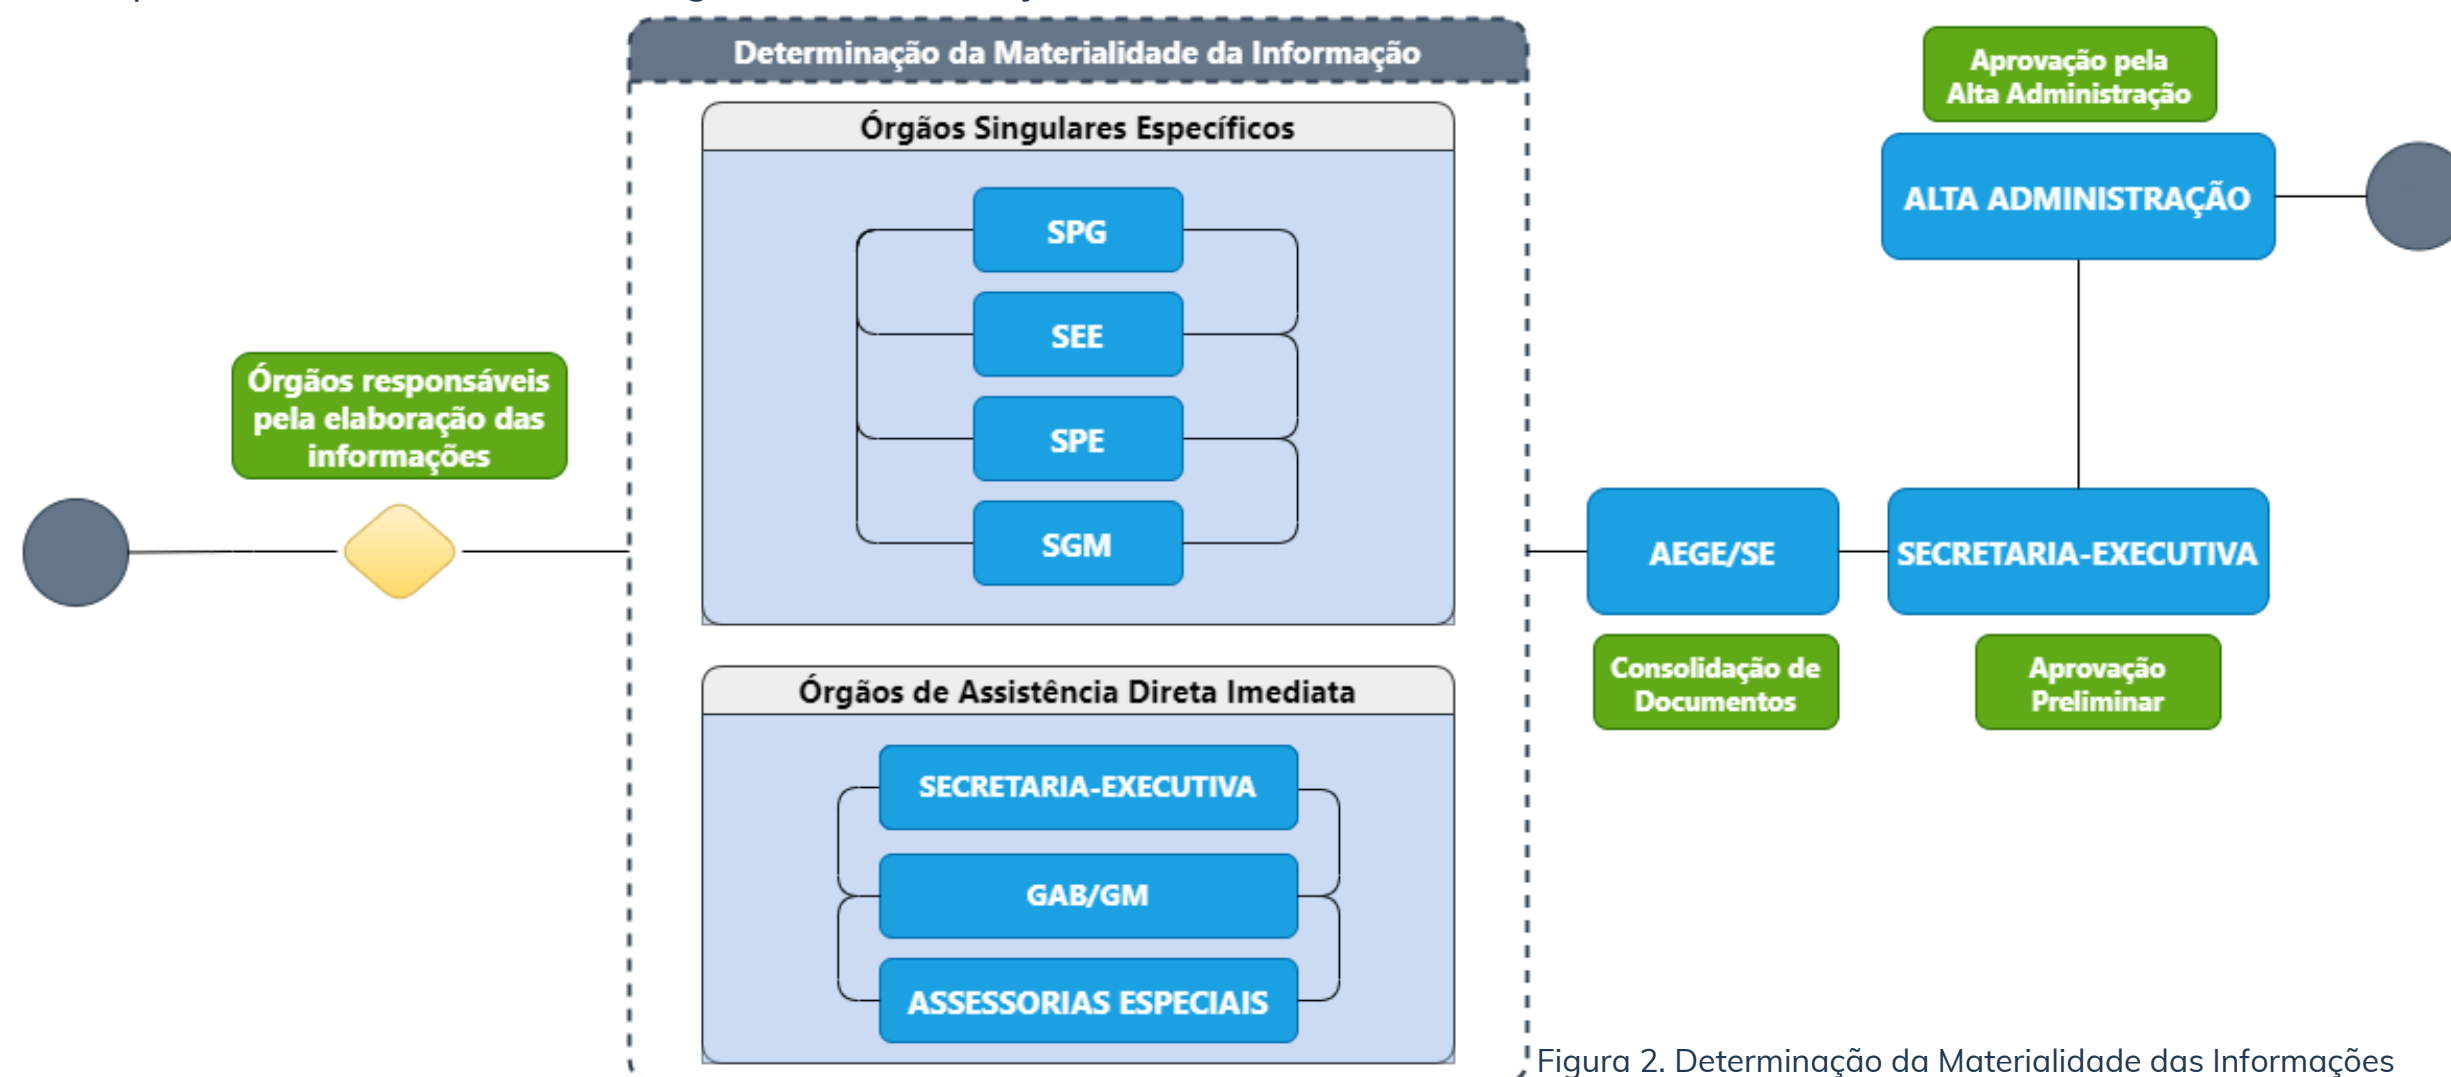 Determinação da Materialidade da Informação
Órgãos Singulares Específicos
SPG
SEE
SPE
SGM
Órgãos de Assistência Direta Imediata
SECRETARIA-EXECUTIVA
GAB/GM
ASSESSORIAS ESPECIAIS
Órgãos responsáveis
pela elaboração das
informações
AEGE/SE
Consolidação de
Documentos
SECRETARIA-EXECUTIVA
Aprovação
Preliminar
Aprovação pela
Alta Administração
ALTA ADMINISTRAÇÃO
Figura 2. Determinação da Materialidade das Informações